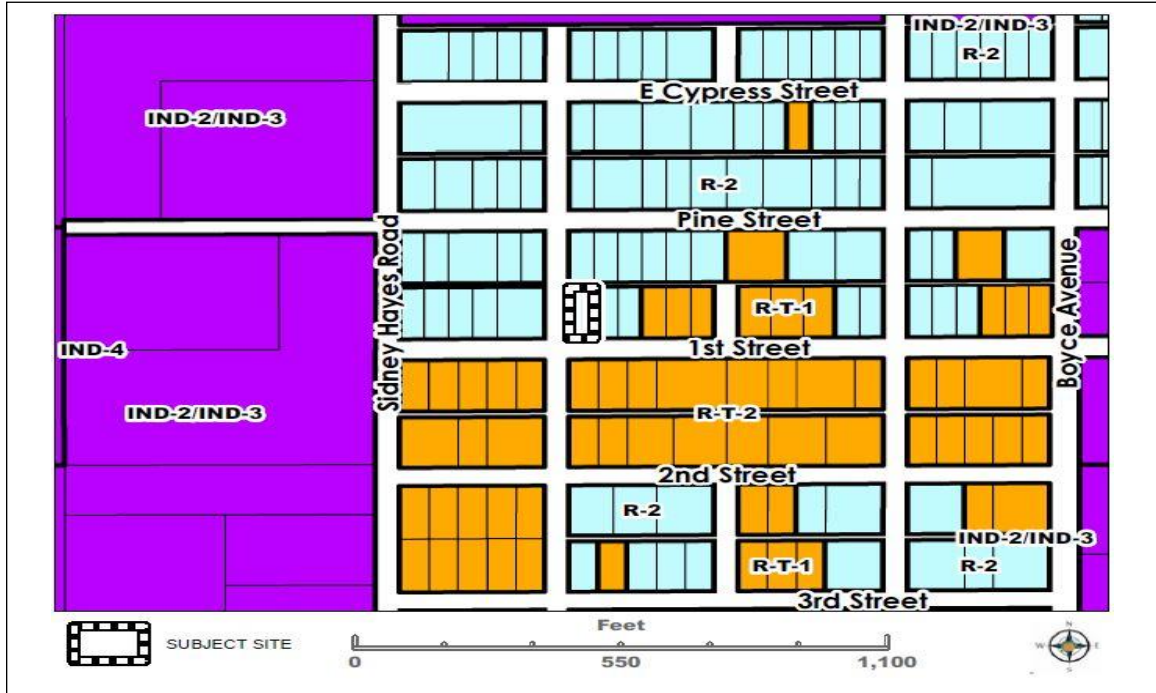 IND-2/IND-3
R-2
E Cypress Street
IND-2/IND-3
R-2
Pine Street
Sidney Hayes Road
Boyce Avenue
R-T-1
1st Street
IND-4
IND-2/IND-3
R-T-2
2nd Street
R-2
IND-2/IND-3
R-T-1
R-2
3rd Street
SUBJECT SITE
Feet
0
550
1,100
N
W
E
S